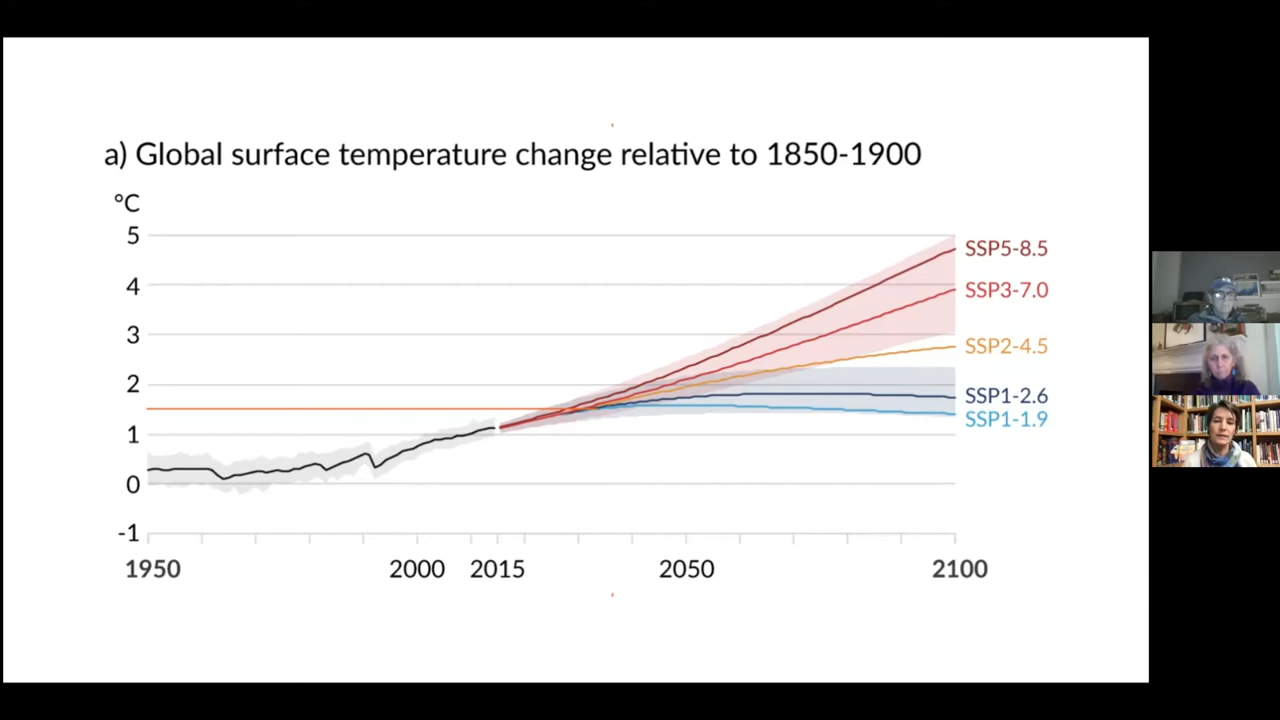 a) Global surface temperature change relative to 1850-1900
°C
5
4
3
2
1
0
-1
SSP5-8.5
SSP3-7.0
SSP2-4.5
SSP1-2.6
SSP1-1.9
1950 2000 2015 2050 2100